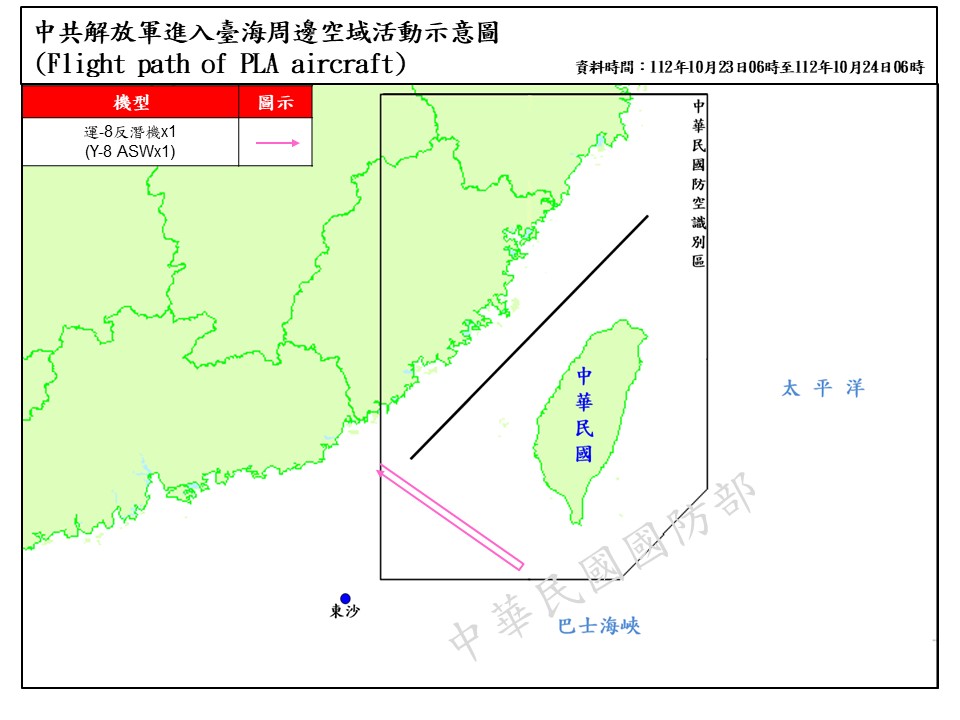 中共解放軍進入臺海周邊空域活動示意圖
(Flight path of PLA aircraft)
資料時間：112年10月23日06時至112年10月24日06時
機型
圖示
運-8反潛機x1
(Y-8 ASWx1)
中華民國防空識別區
中華民國
太平洋
東沙
巴士海峽
中華民國國防部